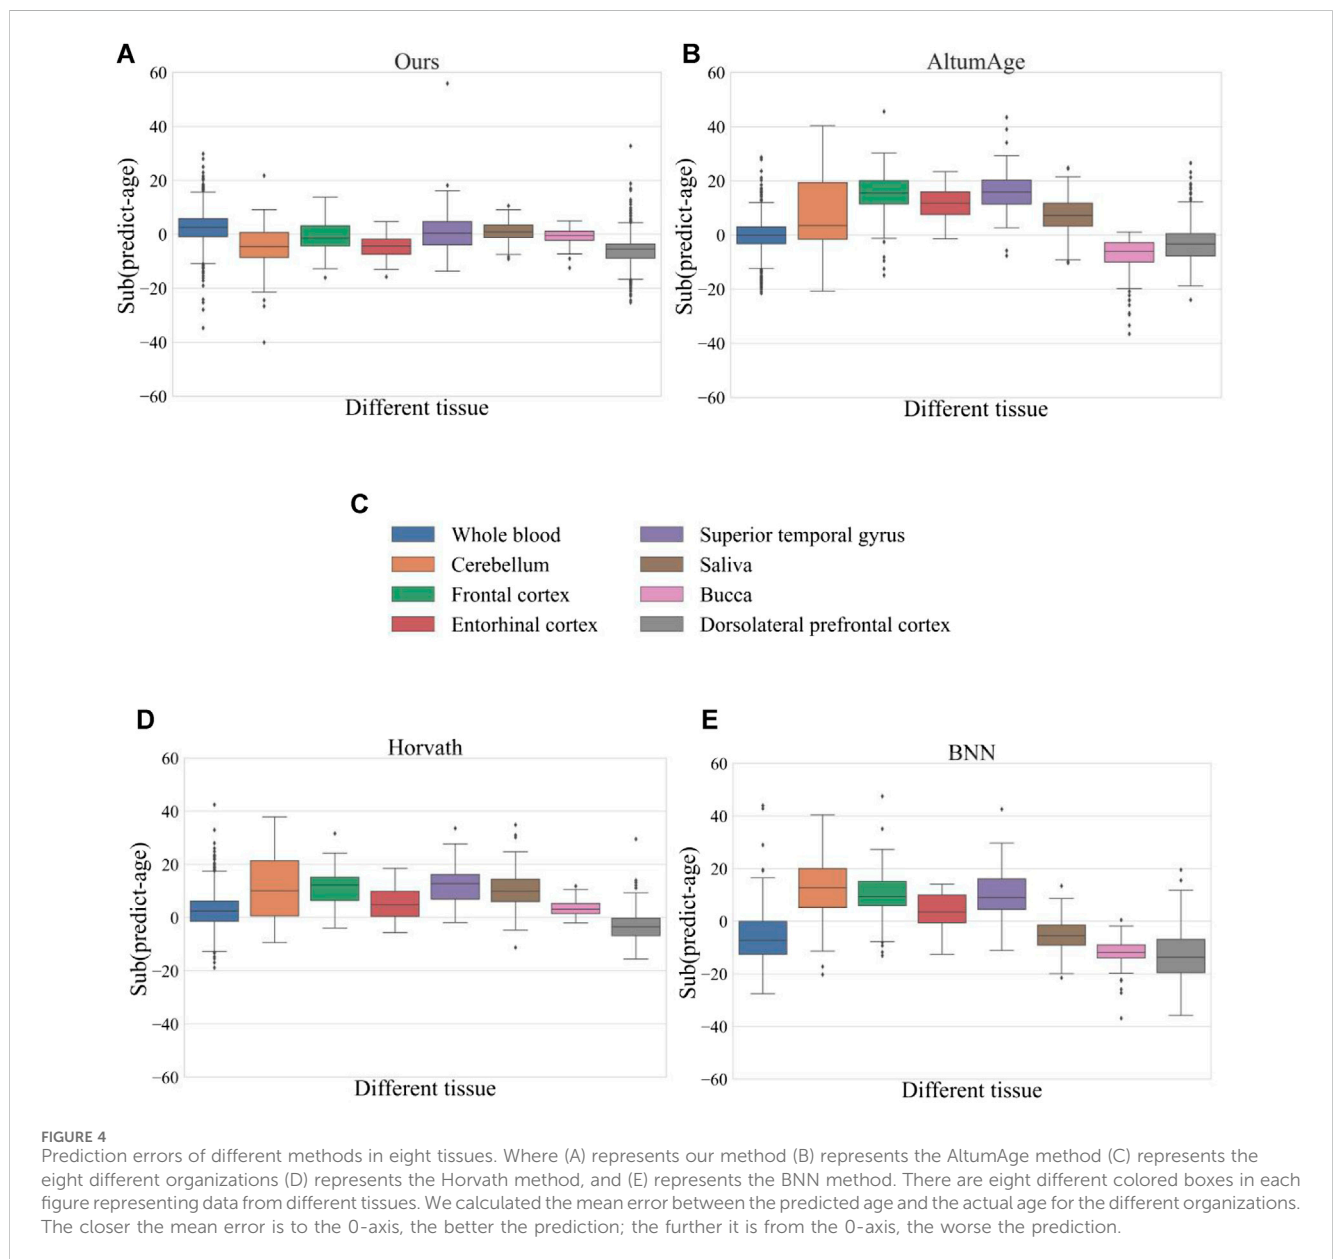 A
Ours
60
40
20
0
−20
−40
−60
Sub(predict-age)
Different tissue
B
AltumAge
60
40
20
0
−20
−40
−60
Sub(predict-age)
Different tissue
C
Whole blood
Cerebellum
Frontal cortex
Entorhinal cortex
Superior temporal gyrus
Saliva
Bucca
Dorsolateral prefrontal cortex
D
Horvath
60
40
20
0
−20
−40
−60
Sub(predict-age)
Different tissue
E
BNN
60
40
20
0
−20
−40
−60
Sub(predict-age)
Different tissue
FIGURE 4
Prediction errors of different methods in eight tissues. Where (A) represents our method (B) represents the AltumAge method (C) represents the
eight different organizations (D) represents the Horvath method, and (E) represents the BNN method. There are eight different colored boxes in each
figure representing data from different tissues. We calculated the mean error between the predicted age and the actual age for the different organizations.
The closer the mean error is to the 0-axis, the better the prediction; the further it is from the 0-axis, the worse the prediction.